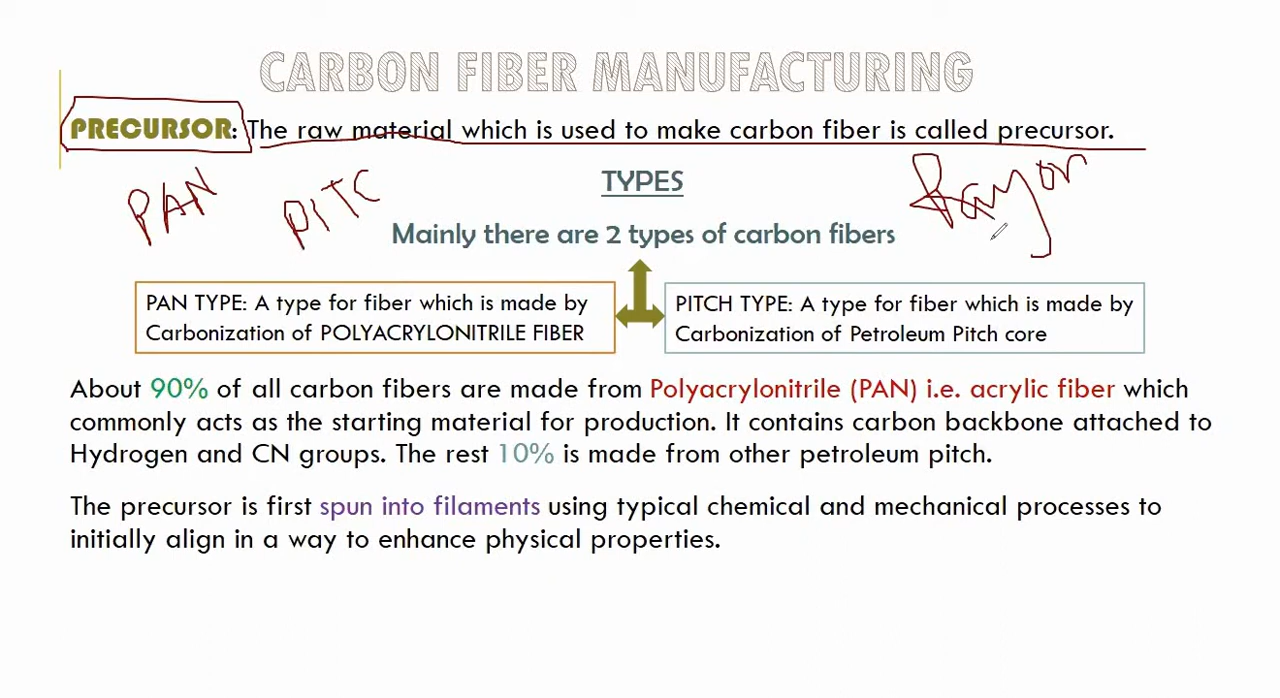 CARBON FIBER MANUFACTURING
PRECURSOR: The raw material which is used to make carbon fiber is called precursor.
PAN PITC Rayon
TYPES
Mainly there are 2 types of carbon fibers
PAN TYPE: A type for fiber which is made by
Carbonization of POLYACRYLONITRILE FIBER
PITCH TYPE: A type for fiber which is made by
Carbonization of Petroleum Pitch core
About 90% of all carbon fibers are made from Polyacrylonitrile (PAN) i.e. acrylic fiber which
commonly acts as the starting material for production. It contains carbon backbone attached to
Hydrogen and CN groups. The rest 10% is made from other petroleum pitch.
The precursor is first spun into filaments using typical chemical and mechanical processes to
initially align in a way to enhance physical properties.